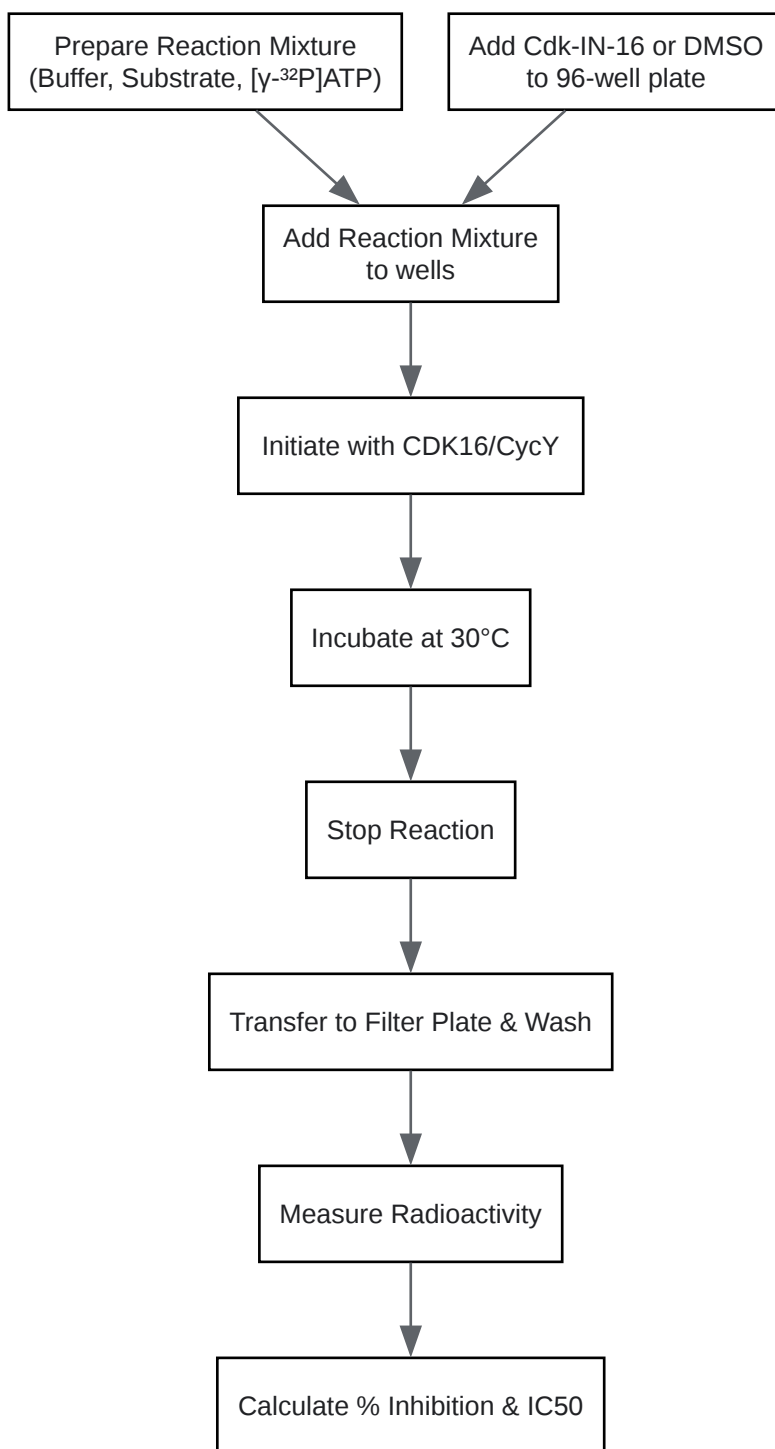 Prepare Reaction Mixture
(Buffer, Substrate, [γ-³²P]ATP)
Add Cdk-IN-16 or DMSO
to 96-well plate
Add Reaction Mixture
to wells
Initiate with CDK16/CycY
Incubate at 30°C
Stop Reaction
Transfer to Filter Plate & Wash
Measure Radioactivity
Calculate % Inhibition & IC50